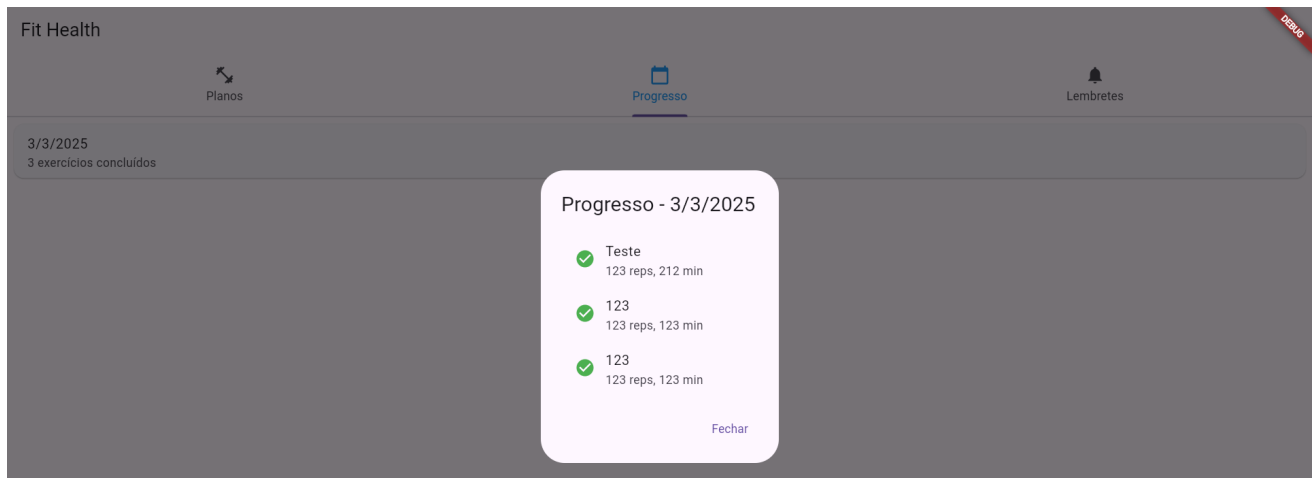 Fit Health
DEBUG
Planos
Progresso
Lembretes
3/3/2025
3 exercícios concluídos
Progresso - 3/3/2025
Teste
123 reps, 212 min
123
123 reps, 123 min
123
123 reps, 123 min
Fechar